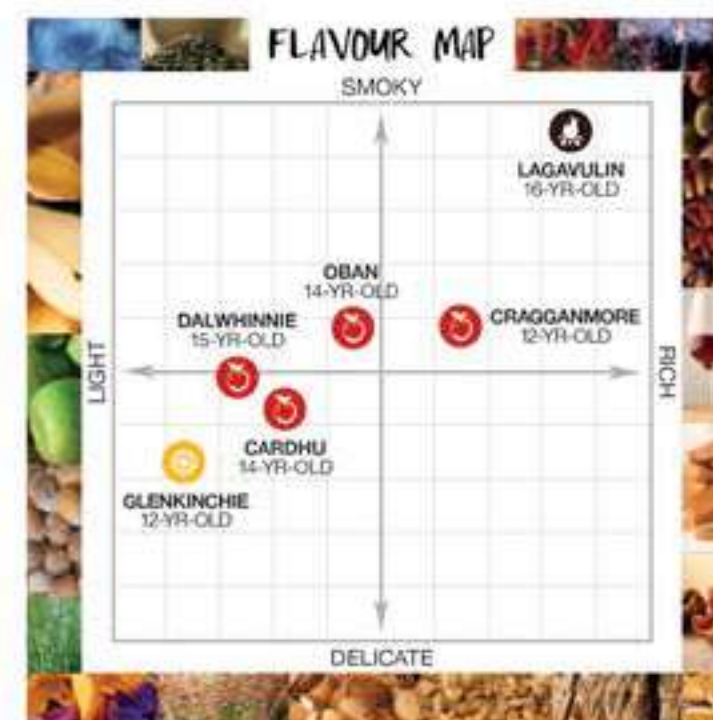 FLAVOUR MAP
SMOKY
LAGAVULIN
16-YR-OLD
OBAN
14-YR-OLD
CRAGGANMORE
12-YR-OLD
DALWHINNIE
15-YR-OLD
LIGHT
RICH
CARDHU
14-YR-OLD
GLENKINCHIE
12-YR-OLD
DELICATE